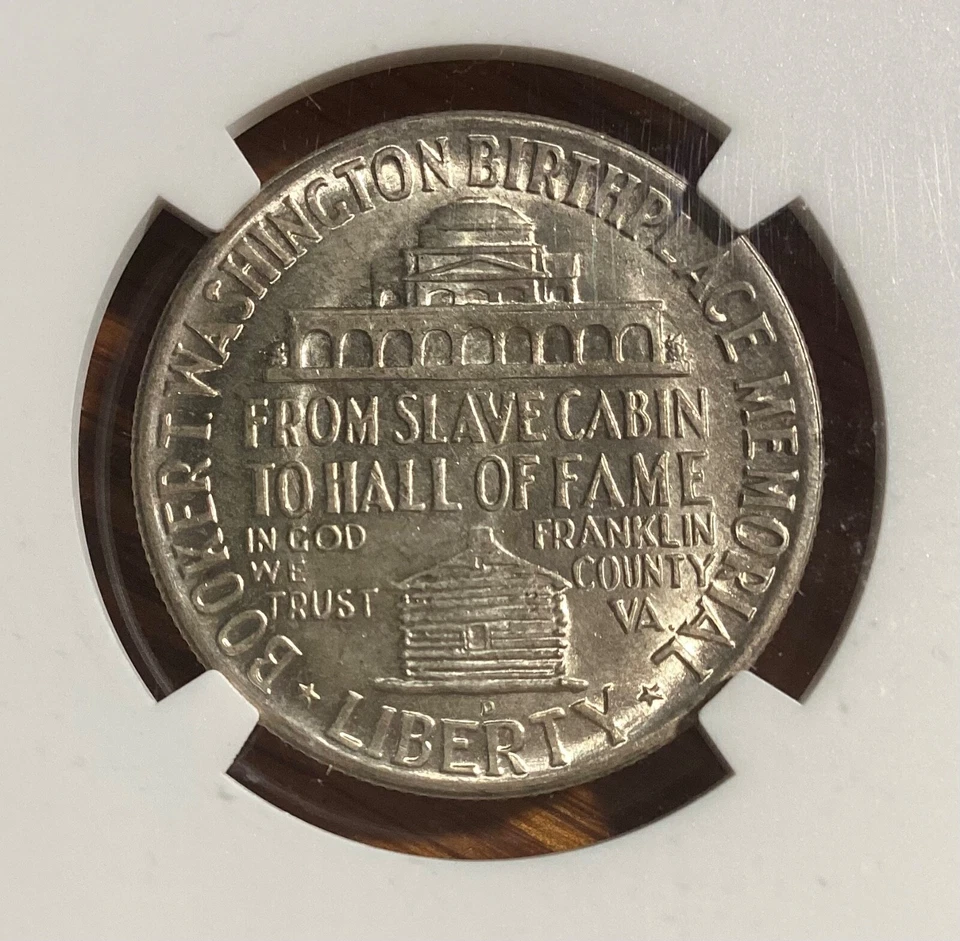 BOOKER T. WASHINGTON BIRTHPLACE MEMORIAL
FROM SLAVE CABIN
TO HALL OF FAME
IN GOD
WE
TRUST
FRANKLIN
COUNTY
VA.
D
LIBERTY